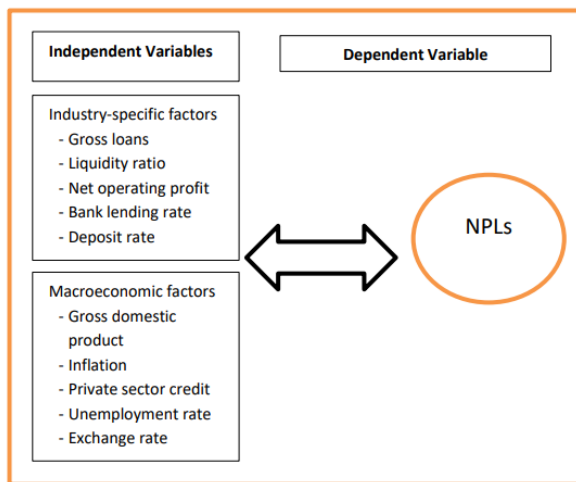 Independent Variables
Dependent Variable
Industry-specific factors
- Gross loans
- Liquidity ratio
- Net operating profit
- Bank lending rate
- Deposit rate
NPLs
Macroeconomic factors
- Gross domestic
product
- Inflation
- Private sector credit
- Unemployment rate
- Exchange rate